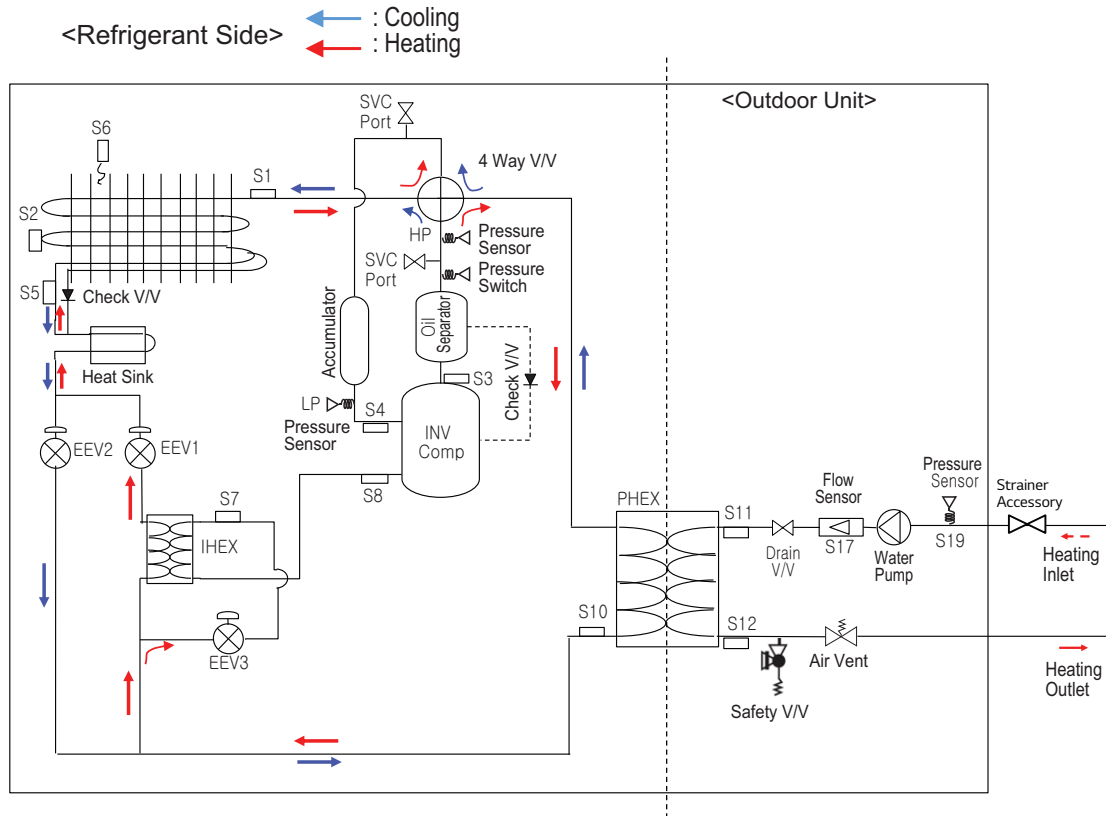 <Refrigerant Side>
: Cooling
: Heating
<Outdoor Unit>
SVC
Port
S6
S1
4 Way V/V
S2
HP
Pressure
Sensor
SVC
Port
Pressure
Switch
S5
Check V/V
Heat Sink
Accumulator
Oil
Separator
S3
Check V/V
LP
Pressure
Sensor
S4
INV
Comp
EEV2
EEV1
S8
S7
IHEX
EEV3
PHEX
S11
Drain
V/V
Flow
Sensor
S17
Water
Pump
Pressure
Sensor
S19
Strainer
Accessory
Heating
Inlet
S10
S12
Safety V/V
Air Vent
Heating
Outlet